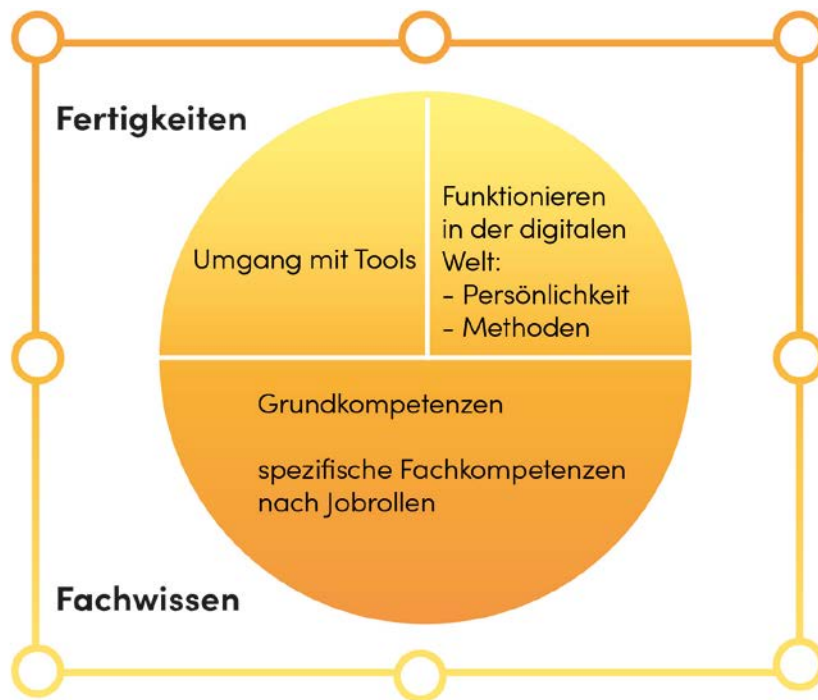 Fertigkeiten
Umgang mit Tools
Funktionieren
in der digitalen
Welt:
- Persönlichkeit
- Methoden
Grundkompetenzen
spezifische Fachkompetenzen
nach Jobrollen
Fachwissen